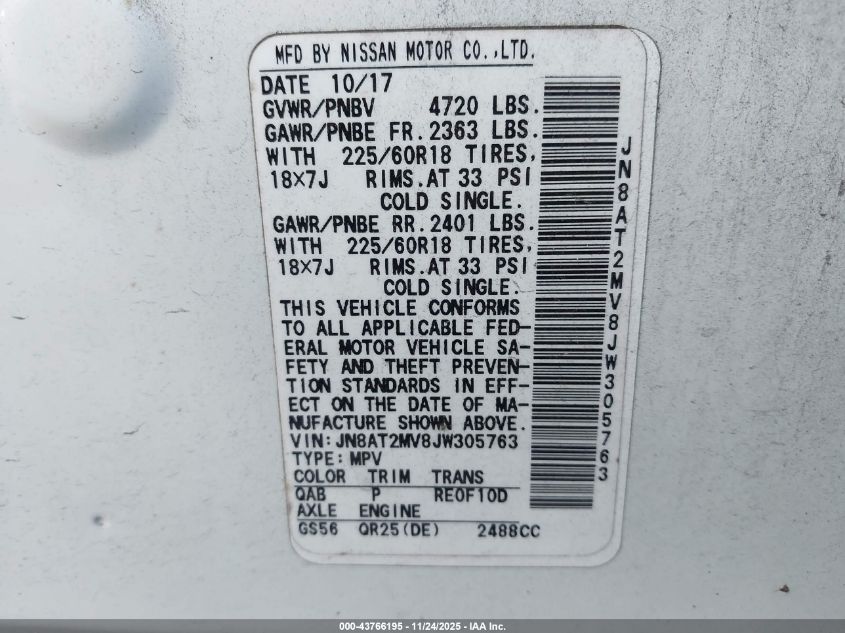 MFD BY NISSAN MOTOR CO.,LTD.
DATE 10/17
GVWR/PNBV 4720 LBS.
GAWR/PNBE FR. 2363 LBS.
WITH 225/60R18 TIRES,
18×7J RIMS. AT 33 PSI
COLD SINGLE.
GAWR/PNBE RR. 2401 LBS.
WITH 225/60R18 TIRES,
18×7J RIMS. AT 33 PSI
COLD SINGLE.
THIS VEHICLE CONFORMS
TO ALL APPLICABLE FED-
ERAL MOTOR VEHICLE SA-
FETY AND THEFT PREVEN-
TION STANDARDS IN EFF-
ECT ON THE DATE OF MA-
NUFACTURE SHOWN ABOVE.
VIN: JN8AT2MV8JW305763
TYPE: MPV
COLOR TRIM TRANS
QAB P RE0F10D
AXLE ENGINE
GS56 QR25(DE) 2488CC
JN8AT2MV8JW305763
000-43766195 - 11/24/2025 - IAA Inc.